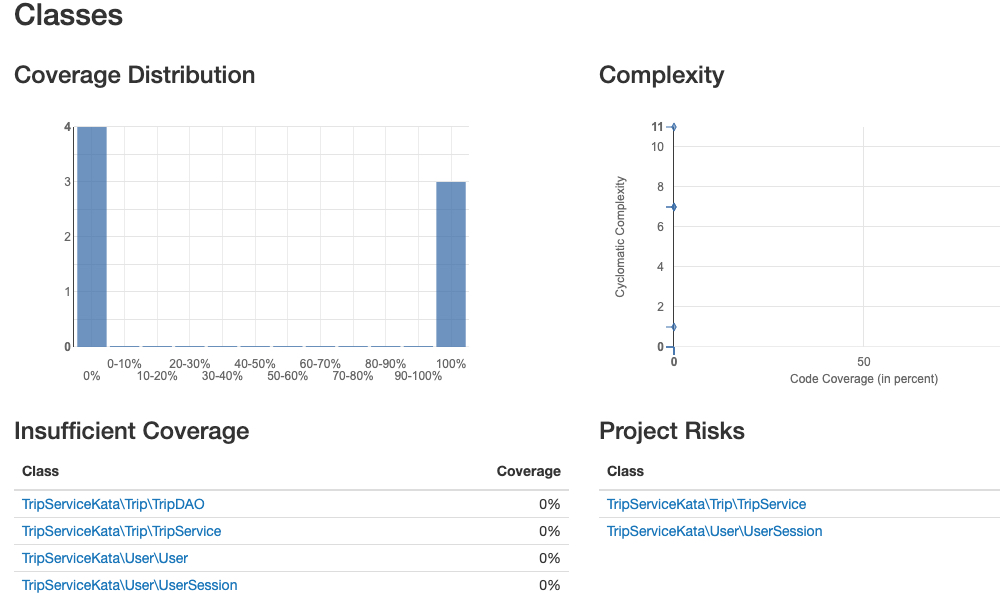 Classes
Coverage Distribution
4
3
2
1
0
0-10% 20-30% 40-50% 60-70% 80-90% 100%
0% 10-20% 30-40% 50-60% 70-80% 90-100%
Complexity
11
10
8
6
4
2
0
Cyclomatic Complexity
0 50
Code Coverage (in percent)
Insufficient Coverage
Class Coverage
TripServiceKata\Trip\TripDAO 0%
TripServiceKata\Trip\TripService 0%
TripServiceKata\User\User 0%
TripServiceKata\User\UserSession 0%
Project Risks
Class
TripServiceKata\Trip\TripService
TripServiceKata\User\UserSession